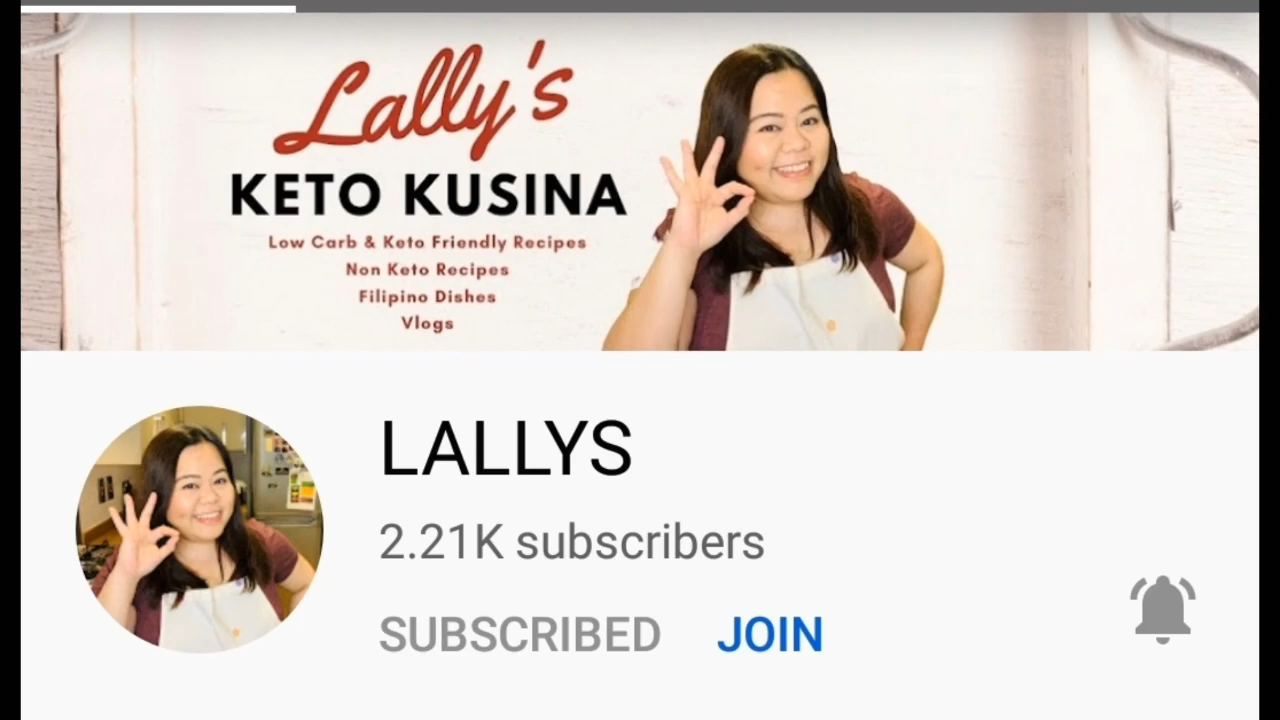 Lally's
KETO KUSINA
Low Carb & Keto Friendly Recipes
Non Keto Recipes
Filipino Dishes
Vlogs
LALLYS
2.21K subscribers
SUBSCRIBED JOIN